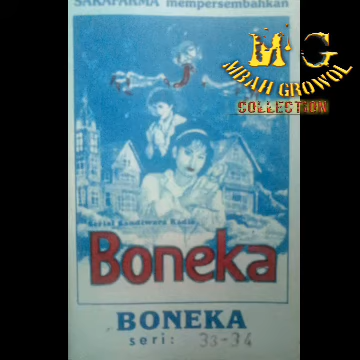 SAKAFARMA mempersembahkan
MG
MBAH GROWOL
COLLECTION
Serial Sandiwara Radio
Boneka
BONEKA
seri: 33-34